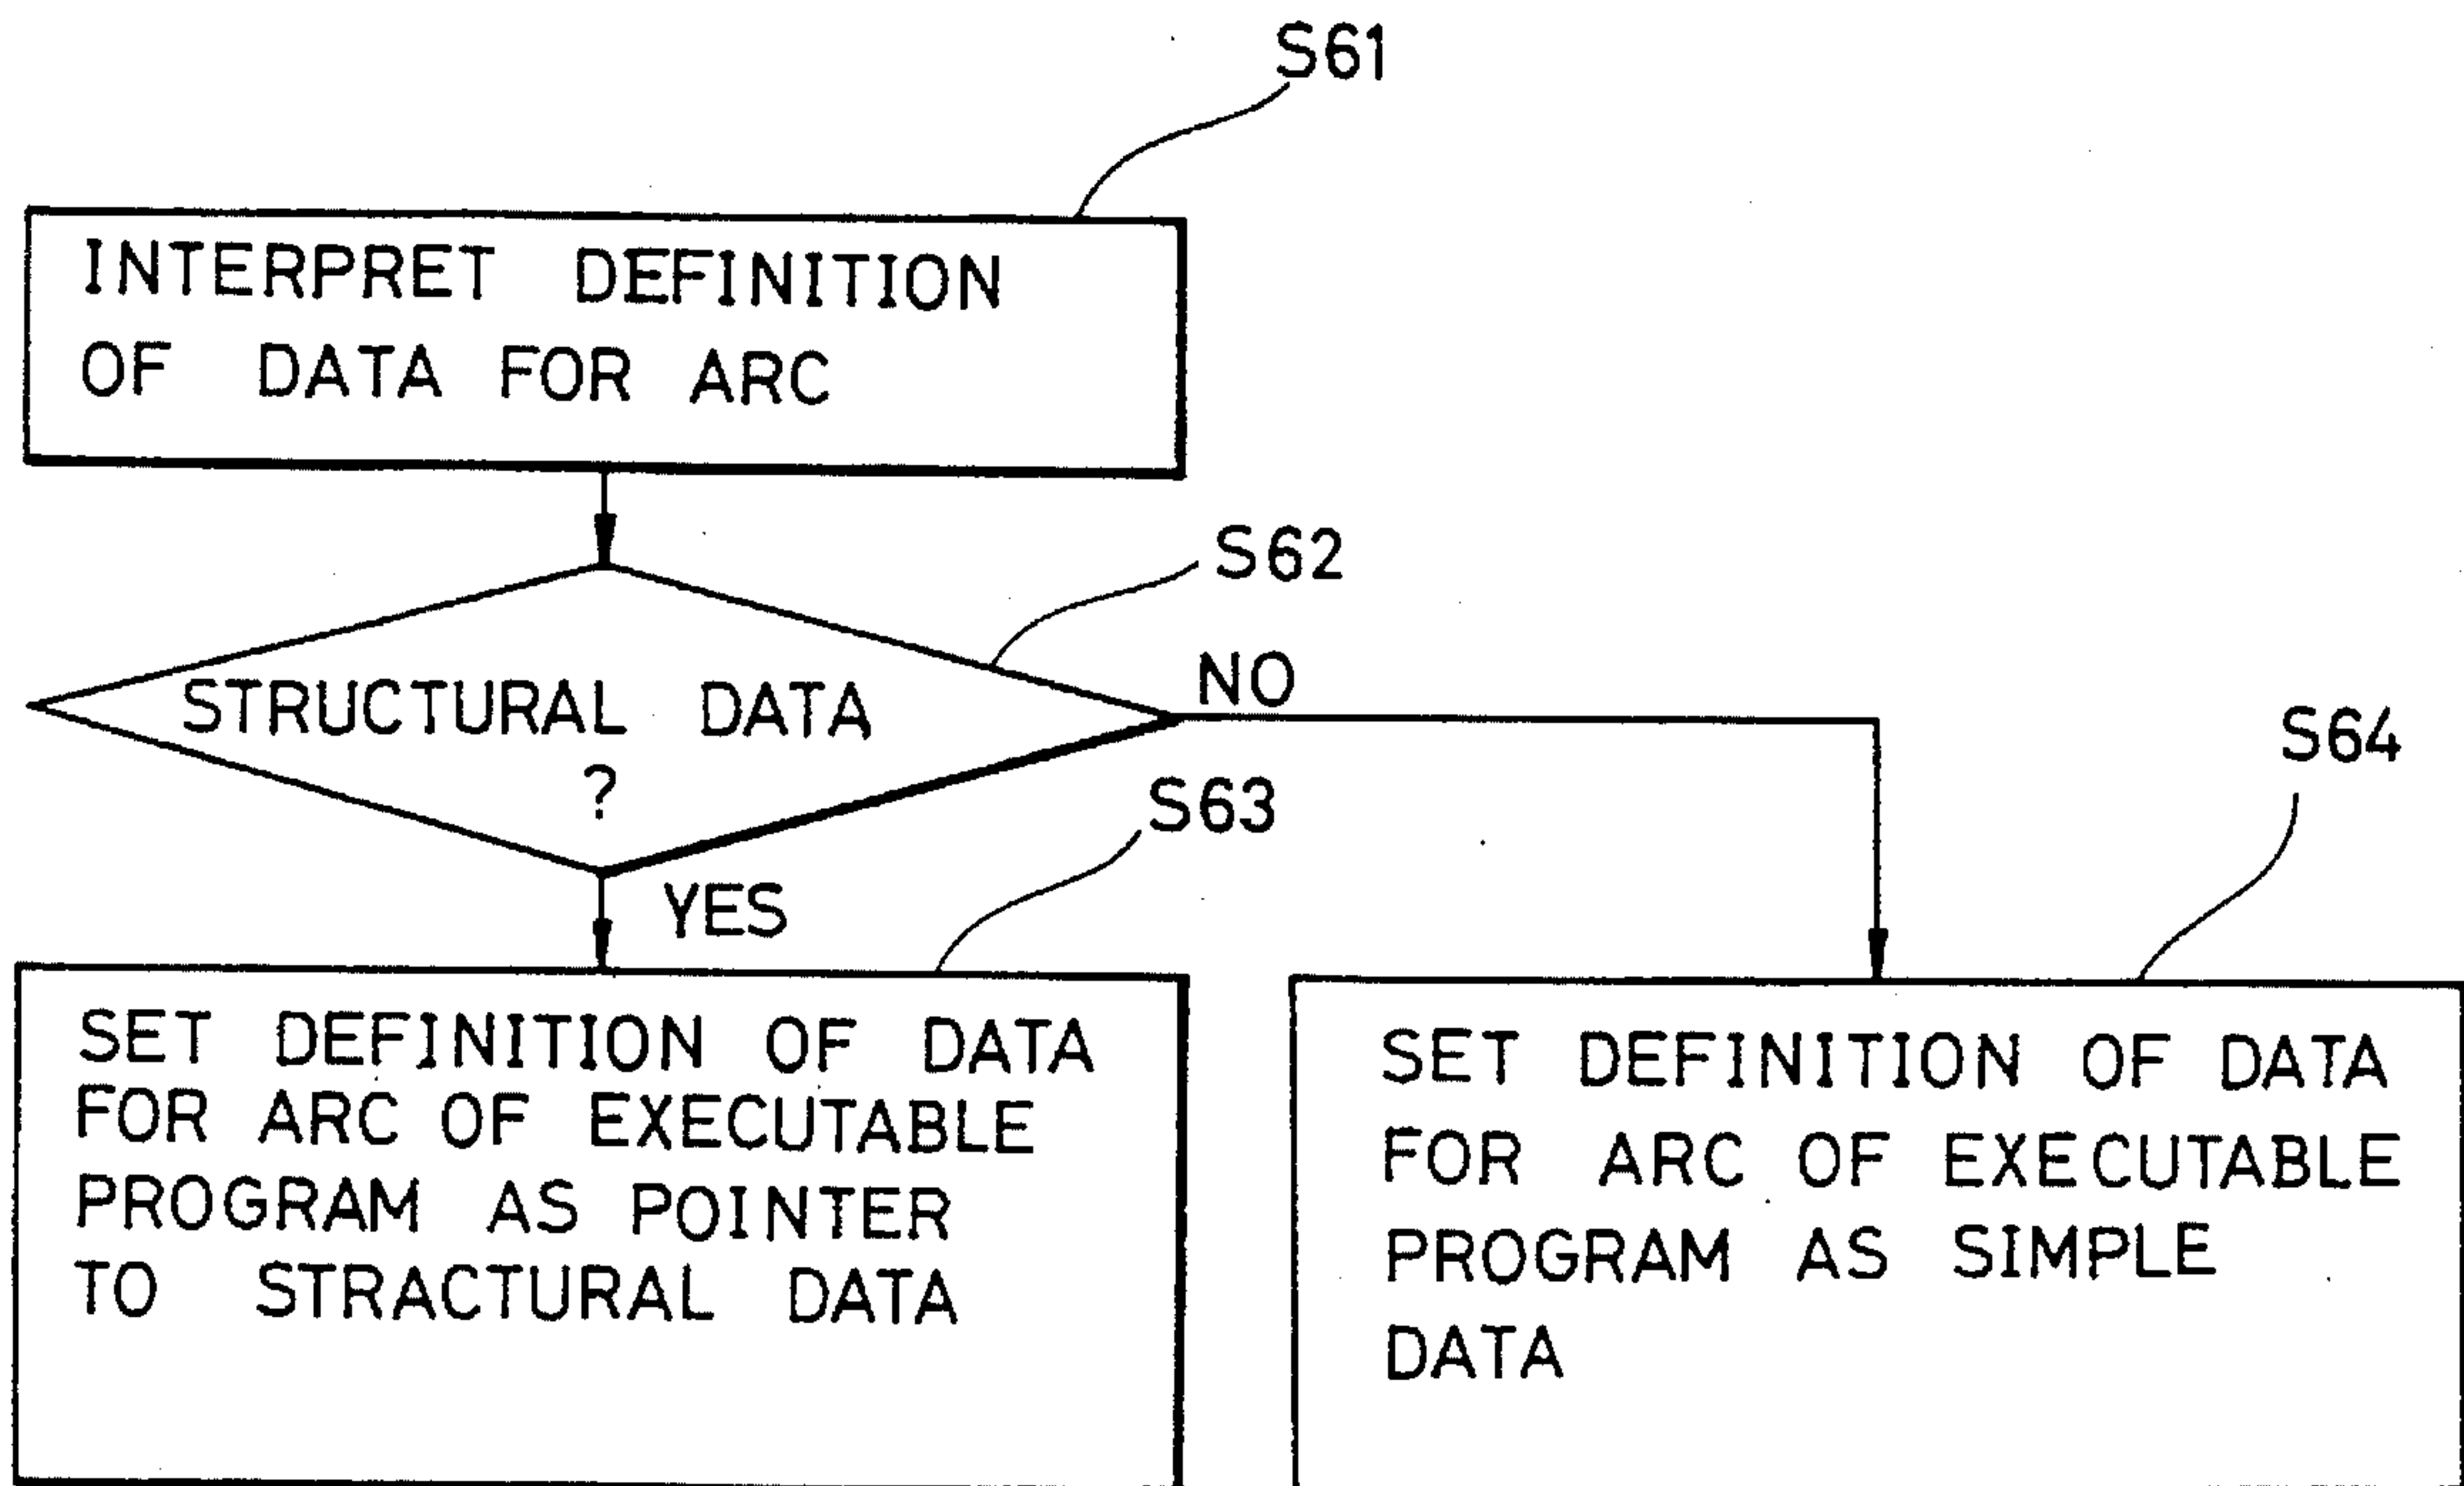 S61
INTERPRET DEFINITION
OF DATA FOR ARC
S62
NO
STRUCTURAL DATA
?
S64
S63
YES
SET DEFINITION OF DATA
FOR ARC OF EXECUTABLE
PROGRAM AS POINTER
TO STRACTURAL DATA
SET DEFINITION OF DATA
FOR ARC OF EXECUTABLE
PROGRAM AS SIMPLE
DATA